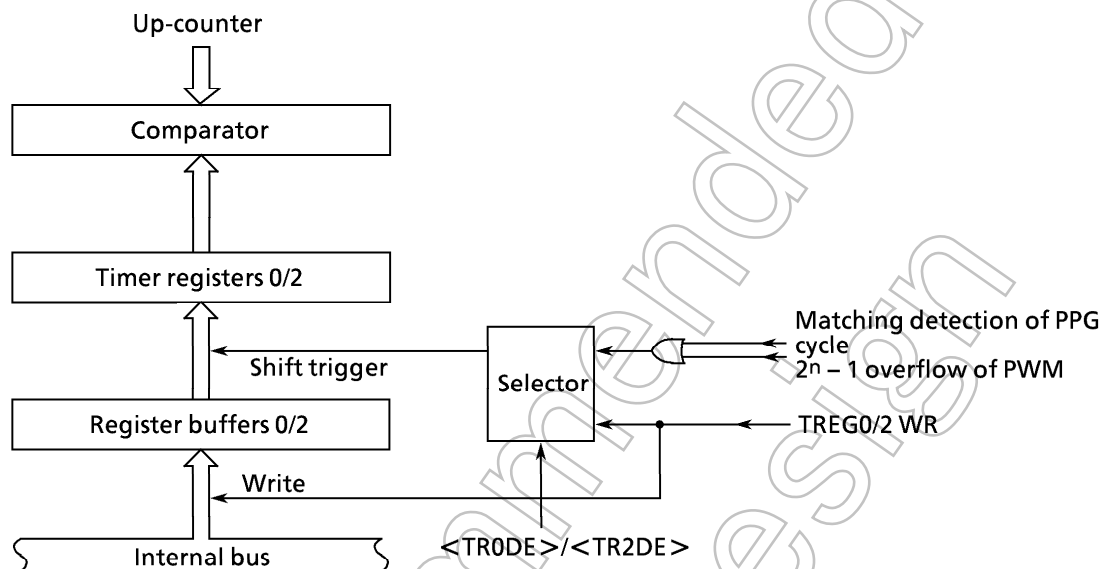 Up-counter
Comparator
Timer registers 0/2
Matching detection of PPG
cycle
Shift trigger
2n – 1 overflow of PWM
Selector
Register buffers 0/2
TREG0/2 WR
Write
<TR0DE>/<TR2DE>
Internal bus